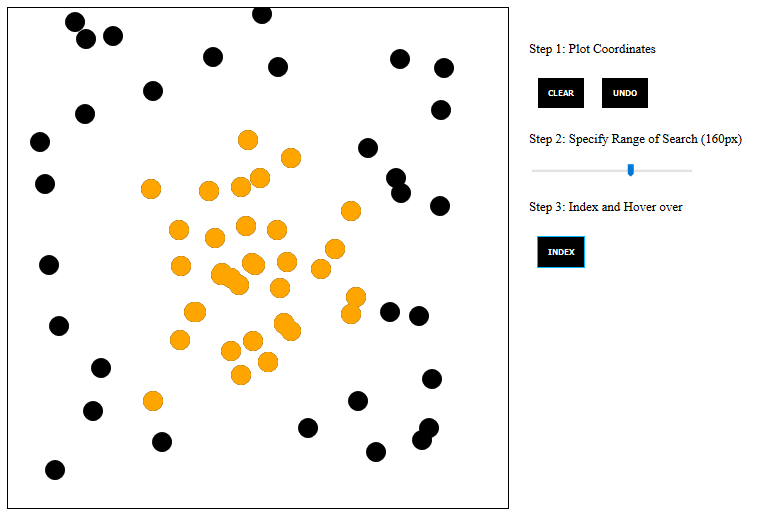 Step 1: Plot Coordinates
CLEAR UNDO
Step 2: Specify Range of Search (160px)
Step 3: Index and Hover over
INDEX